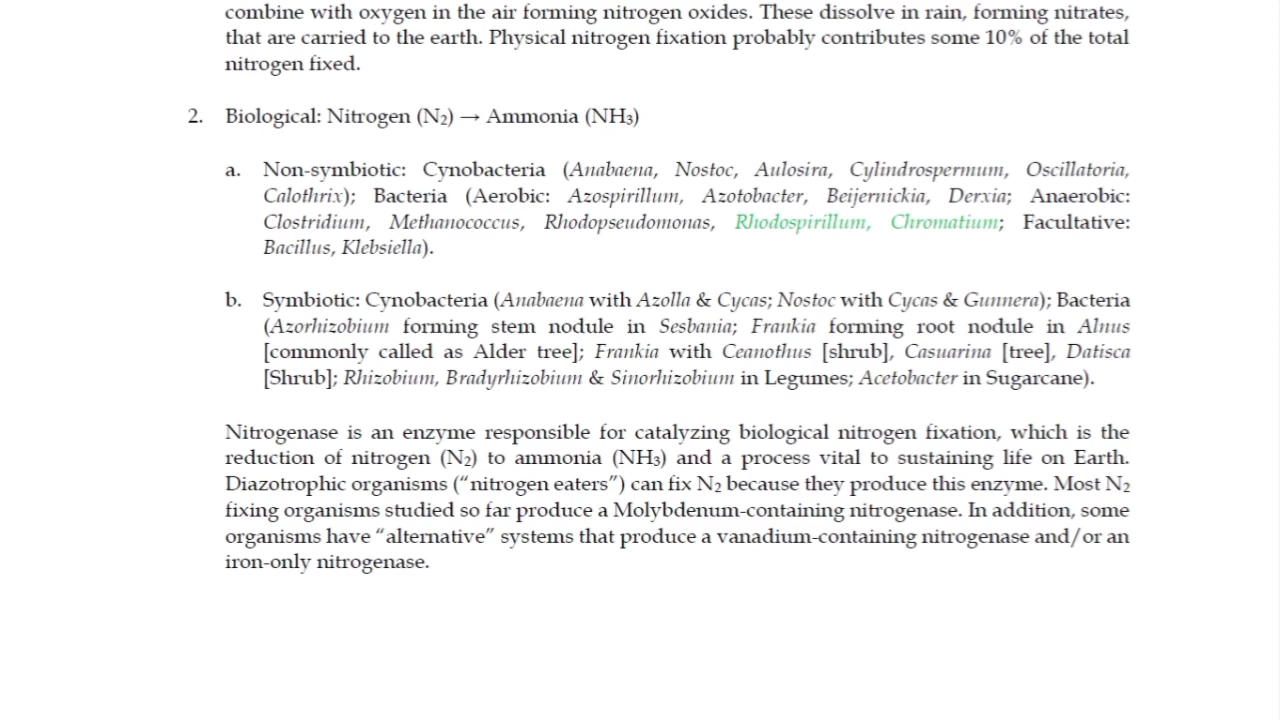 combine with oxygen in the air forming nitrogen oxides. These dissolve in rain, forming nitrates,
that are carried to the earth. Physical nitrogen fixation probably contributes some 10% of the total
nitrogen fixed.
2. Biological: Nitrogen (N₂) → Ammonia (NH₃)
a. Non-symbiotic: Cynobacteria (Anabaena, Nostoc, Aulosira, Cylindrospermum, Oscillatoria,
Calothrix); Bacteria (Aerobic: Azospirillum, Azotobacter, Beijernickia, Derxia; Anaerobic:
Clostridium, Methanococcus, Rhodopseudomonas, Rhodospirillum, Chromatium; Facultative:
Bacillus, Klebsiella).
b. Symbiotic: Cynobacteria (Anabaena with Azolla & Cycas; Nostoc with Cycas & Gunnera); Bacteria
(Azorhizobium forming stem nodule in Sesbania; Frankia forming root nodule in Alnus
[commonly called as Alder tree]; Frankia with Ceanothus [shrub], Casuarina [tree], Datisca
[Shrub]; Rhizobium, Bradyrhizobium & Sinorhizobium in Legumes; Acetobacter in Sugarcane).
Nitrogenase is an enzyme responsible for catalyzing biological nitrogen fixation, which is the
reduction of nitrogen (N₂) to ammonia (NH₃) and a process vital to sustaining life on Earth.
Diazotrophic organisms (“nitrogen eaters”) can fix N₂ because they produce this enzyme. Most N₂
fixing organisms studied so far produce a Molybdenum-containing nitrogenase. In addition, some
organisms have “alternative” systems that produce a vanadium-containing nitrogenase and/or an
iron-only nitrogenase.